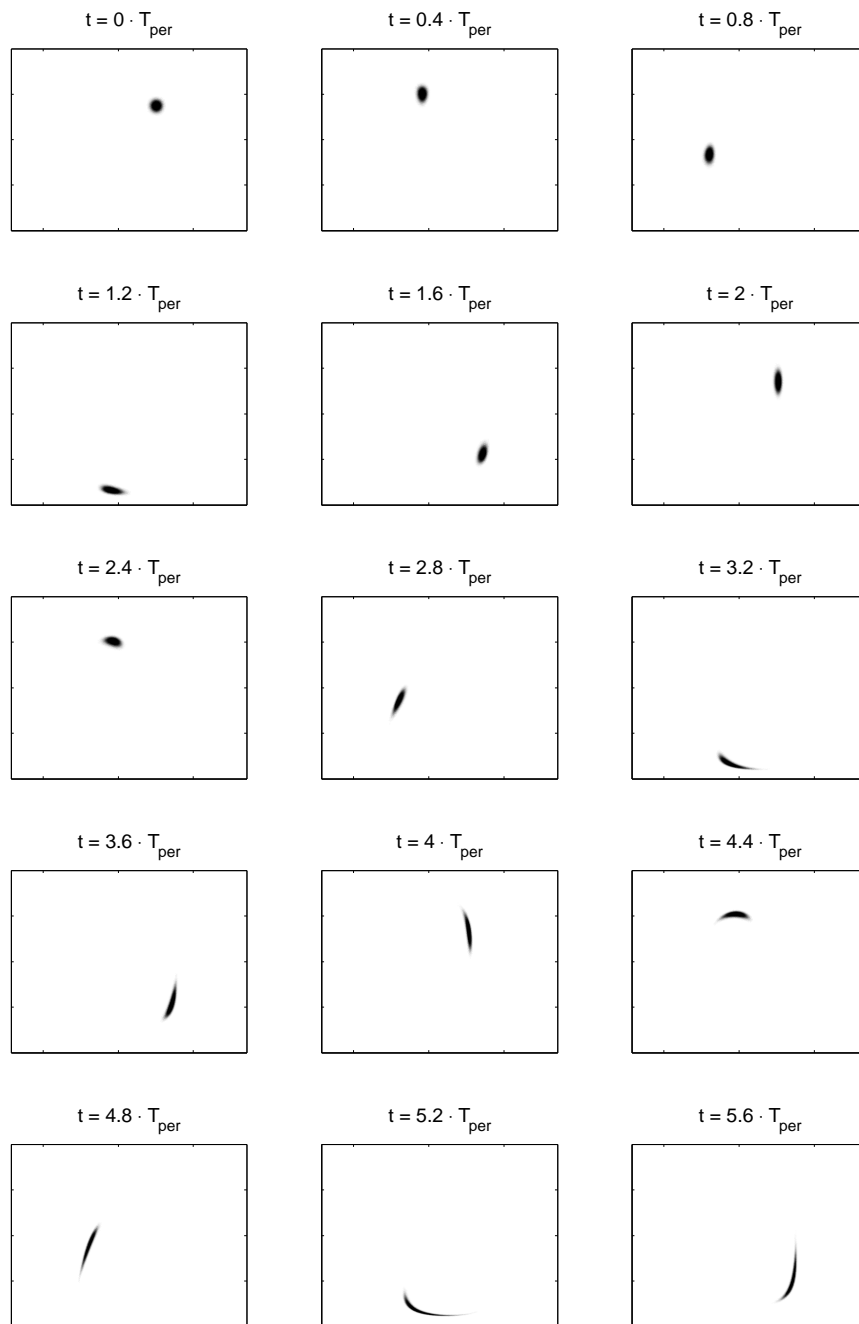 t = 0 · T_per
t = 0.4 · T_per
t = 0.8 · T_per
t = 1.2 · T_per
t = 1.6 · T_per
t = 2 · T_per
t = 2.4 · T_per
t = 2.8 · T_per
t = 3.2 · T_per
t = 3.6 · T_per
t = 4 · T_per
t = 4.4 · T_per
t = 4.8 · T_per
t = 5.2 · T_per
t = 5.6 · T_per